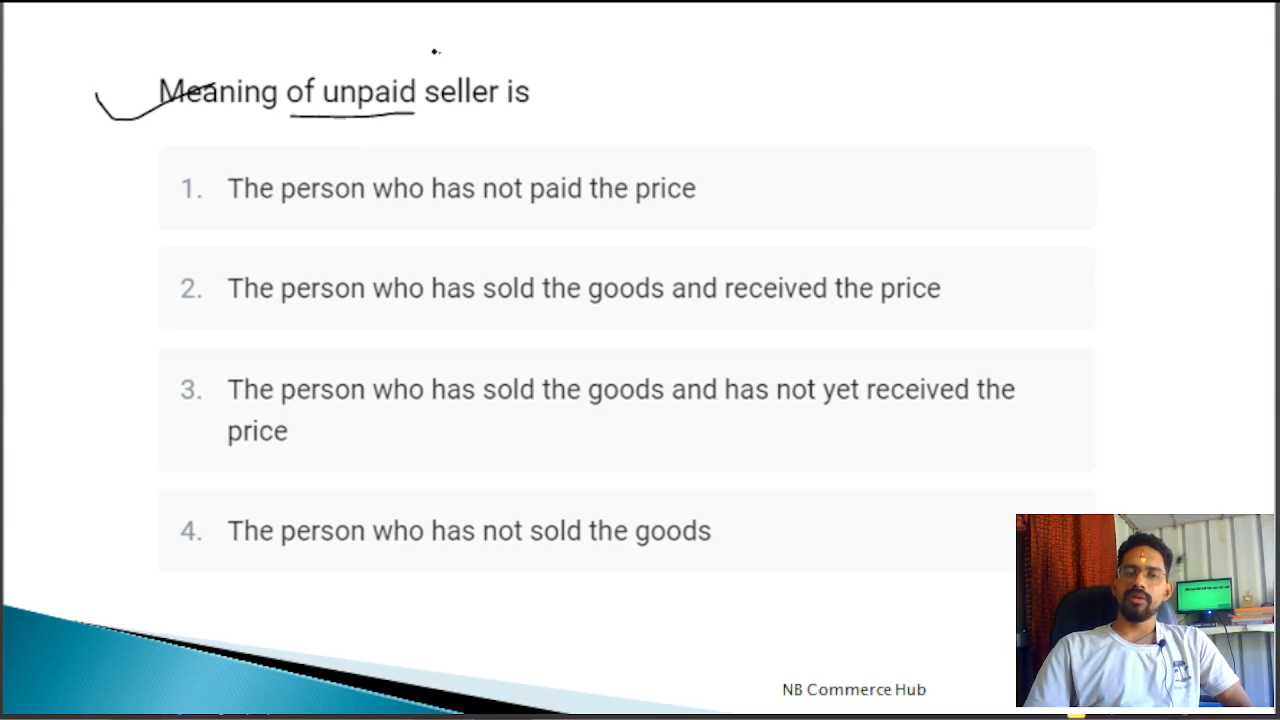 Meaning of unpaid seller is
1. The person who has not paid the price
2. The person who has sold the goods and received the price
3. The person who has sold the goods and has not yet received the
price
4. The person who has not sold the goods
NB Commerce Hub